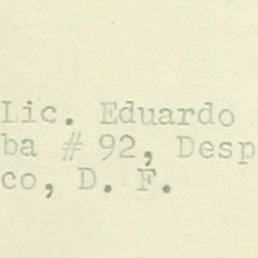 Lic. Eduardo
ba # 92, Desp
co, D. F.